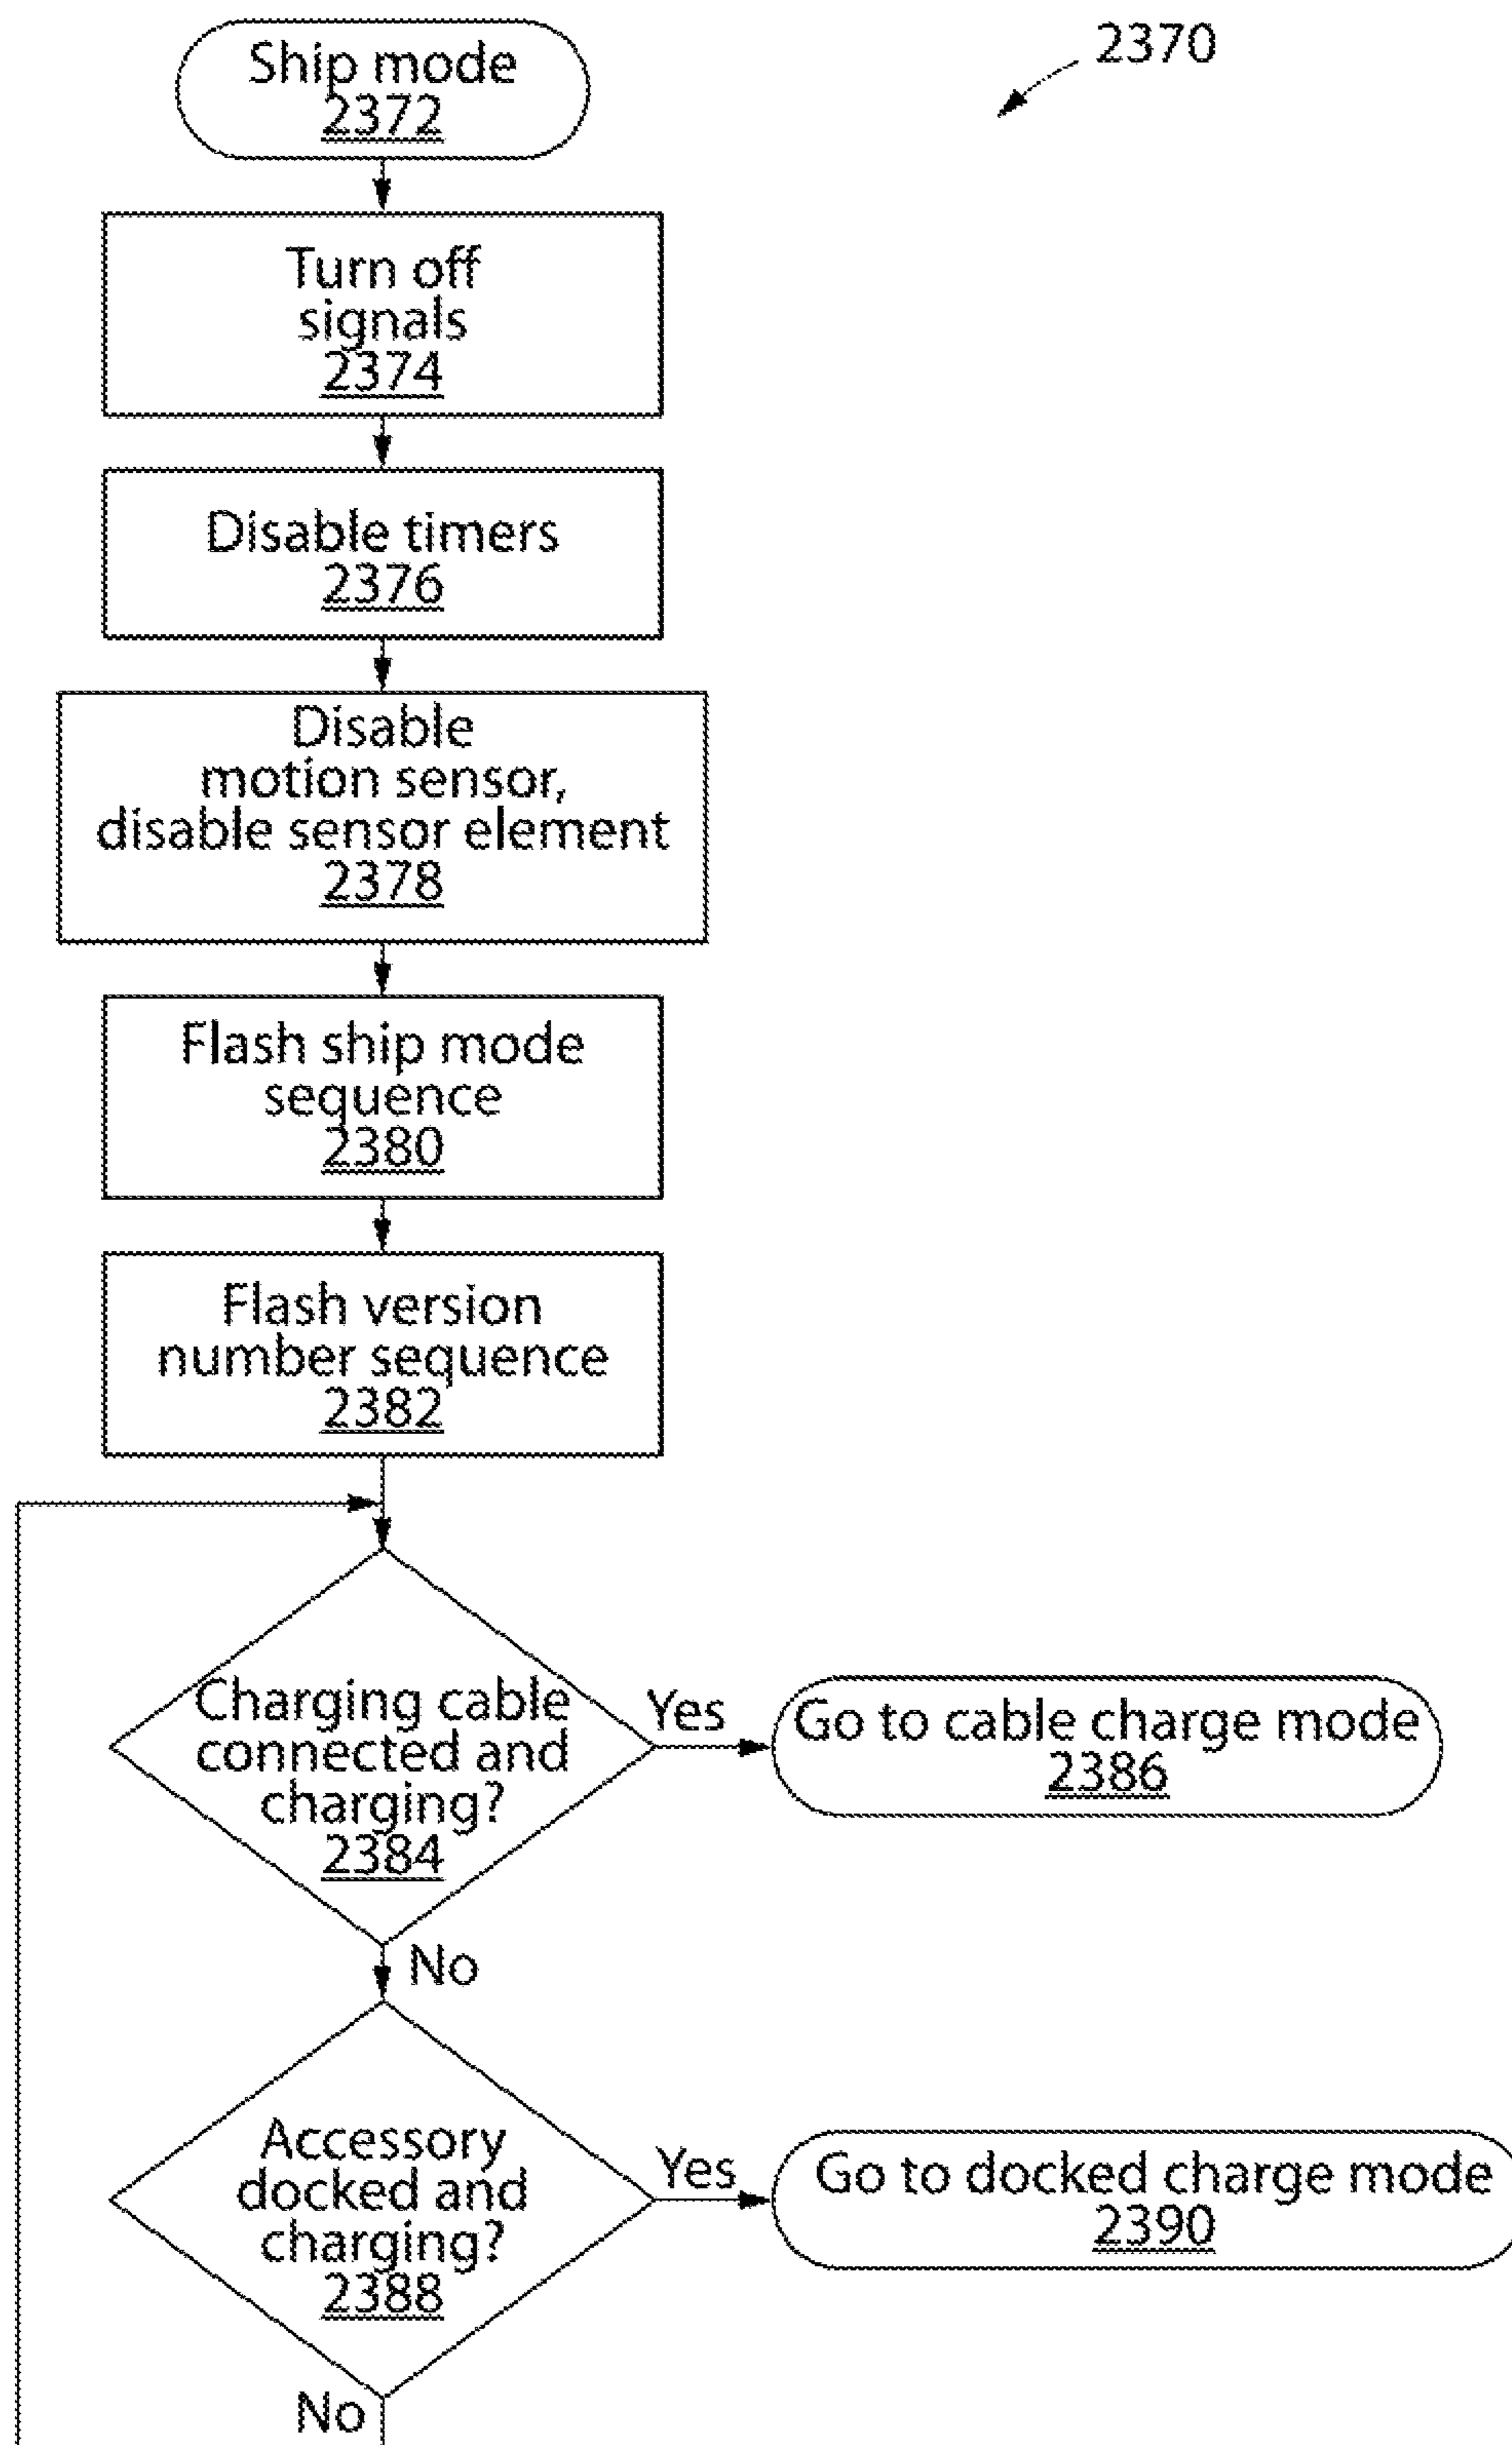 2370
Ship mode
2372
Turn off
signals
2374
Disable timers
2376
Disable
motion sensor,
disable sensor element
2378
Flash ship mode
sequence
2380
Flash version
number sequence
2382
Charging cable
connected and
charging?
2384
Yes
Go to cable charge mode
2386
No
Accessory
docked and
charging?
2388
Yes
Go to docked charge mode
2390
No